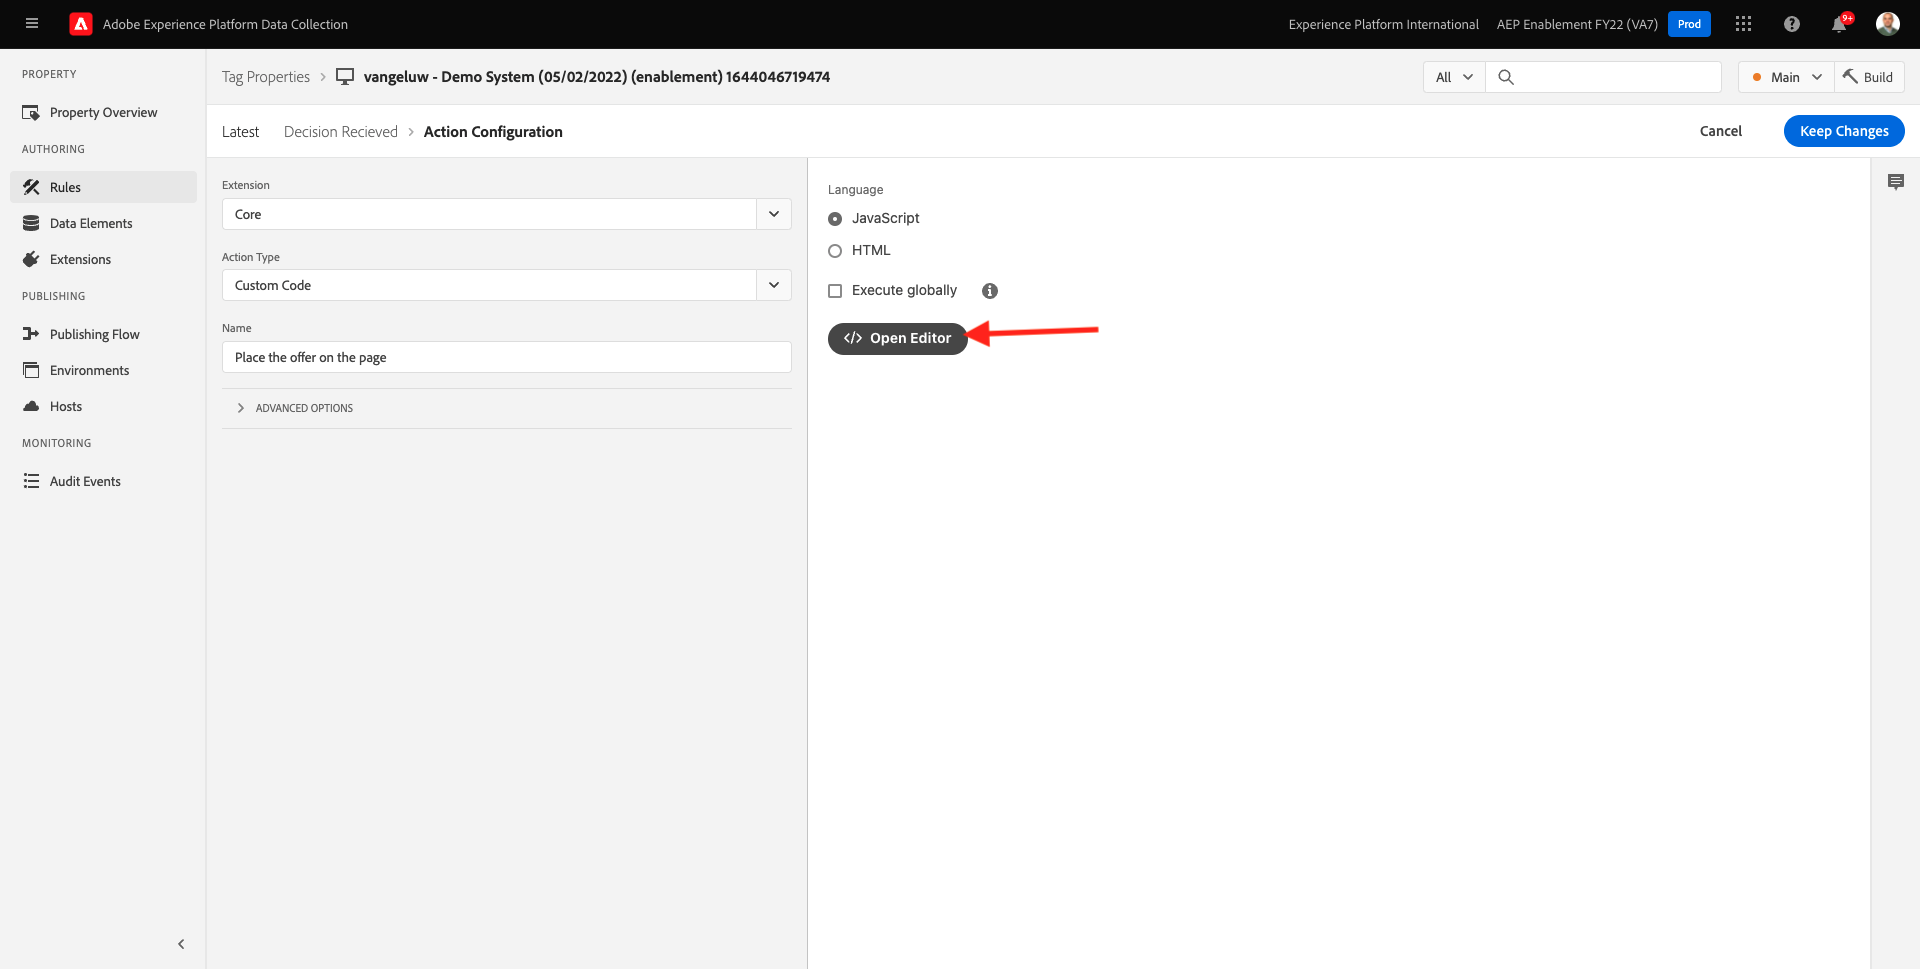 Adobe Experience Platform Data Collection
Experience Platform International
AEP Enablement FY22 (VA7)
Prod
9+
PROPERTY
Property Overview
AUTHORING
Rules
Data Elements
Extensions
PUBLISHING
Publishing Flow
Environments
Hosts
MONITORING
Audit Events
Tag Properties
vangeluw - Demo System (05/02/2022) (enablement) 1644046719474
All
Main
Build
Latest
Decision Recieved
Action Configuration
Cancel
Keep Changes
Extension
Core
Action Type
Custom Code
Name
Place the offer on the page
ADVANCED OPTIONS
Language
JavaScript
HTML
Execute globally
</> Open Editor